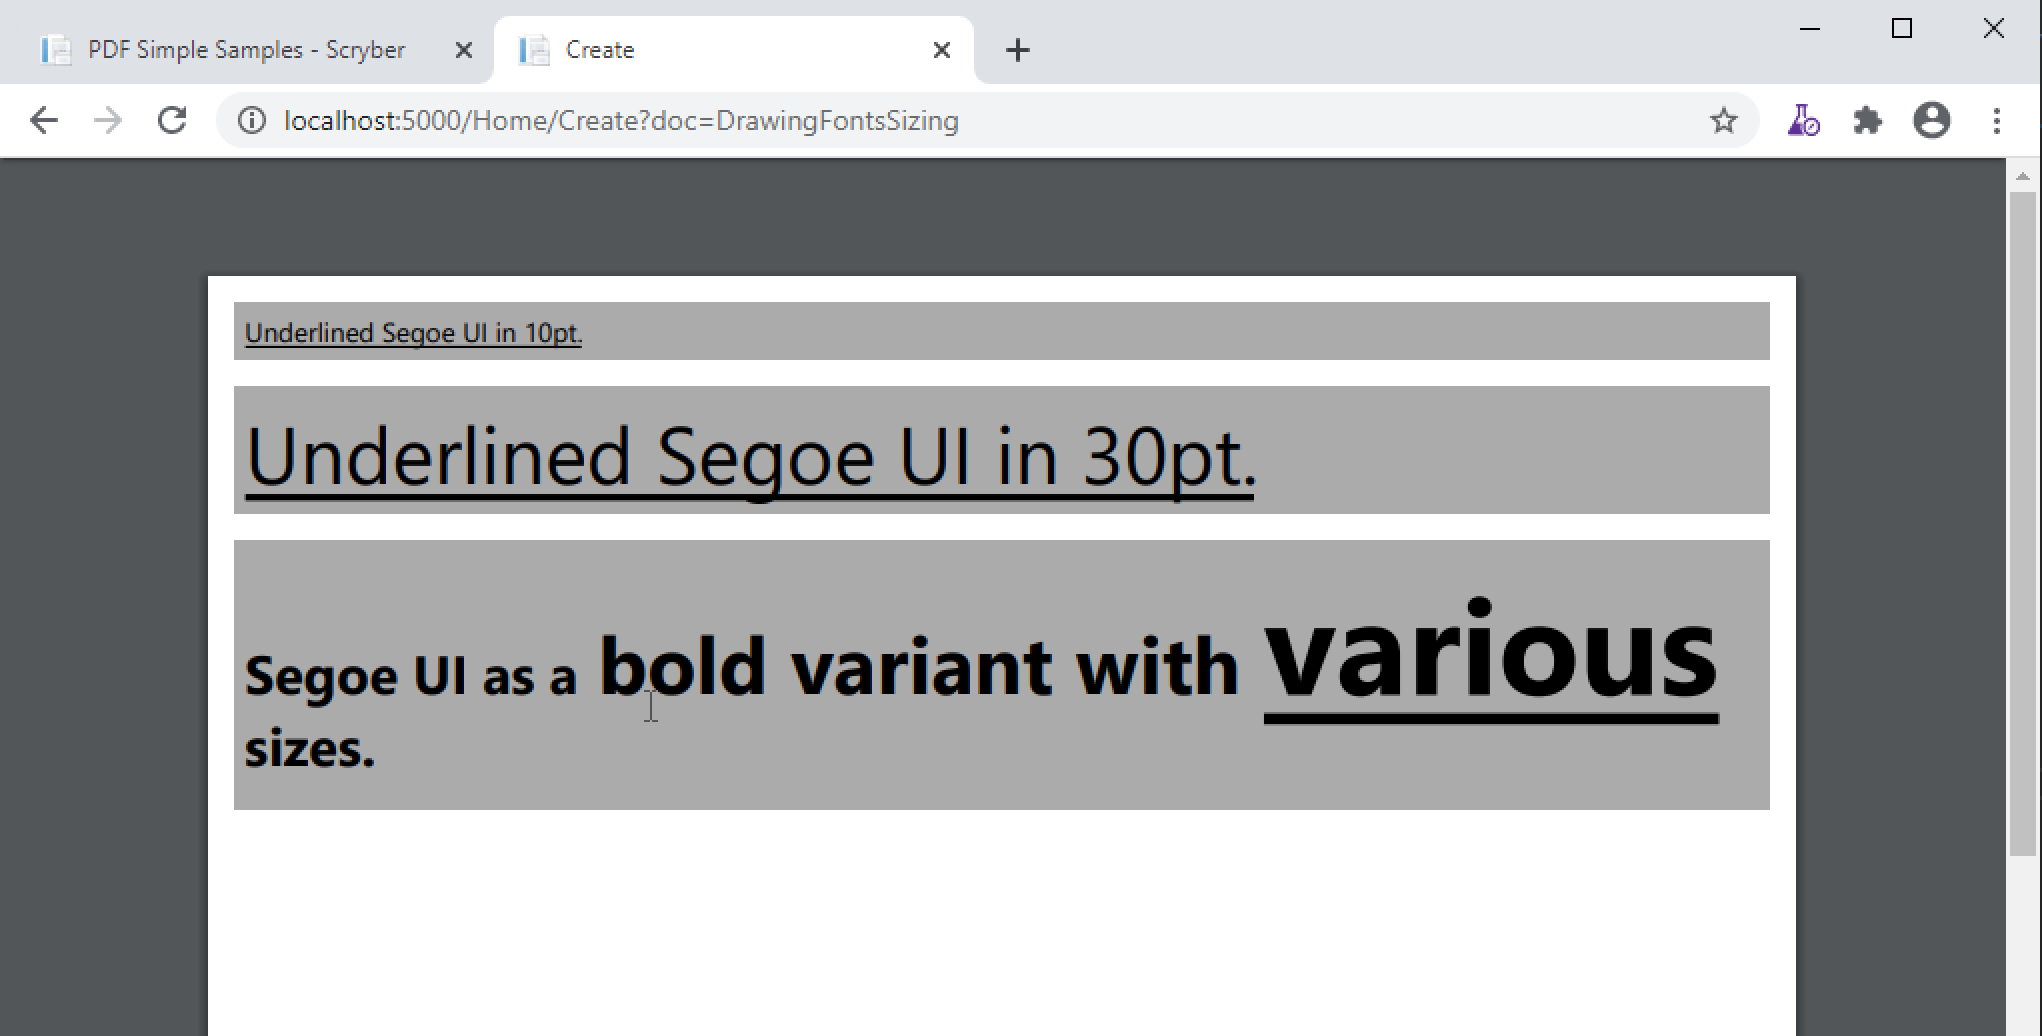 PDF Simple Samples - Scryber
Create
localhost:5000/Home/Create?doc=DrawingFontsSizing
Underlined Segoe UI in 10pt.
Underlined Segoe UI in 30pt.
Segoe UI as a bold variant with various
sizes.